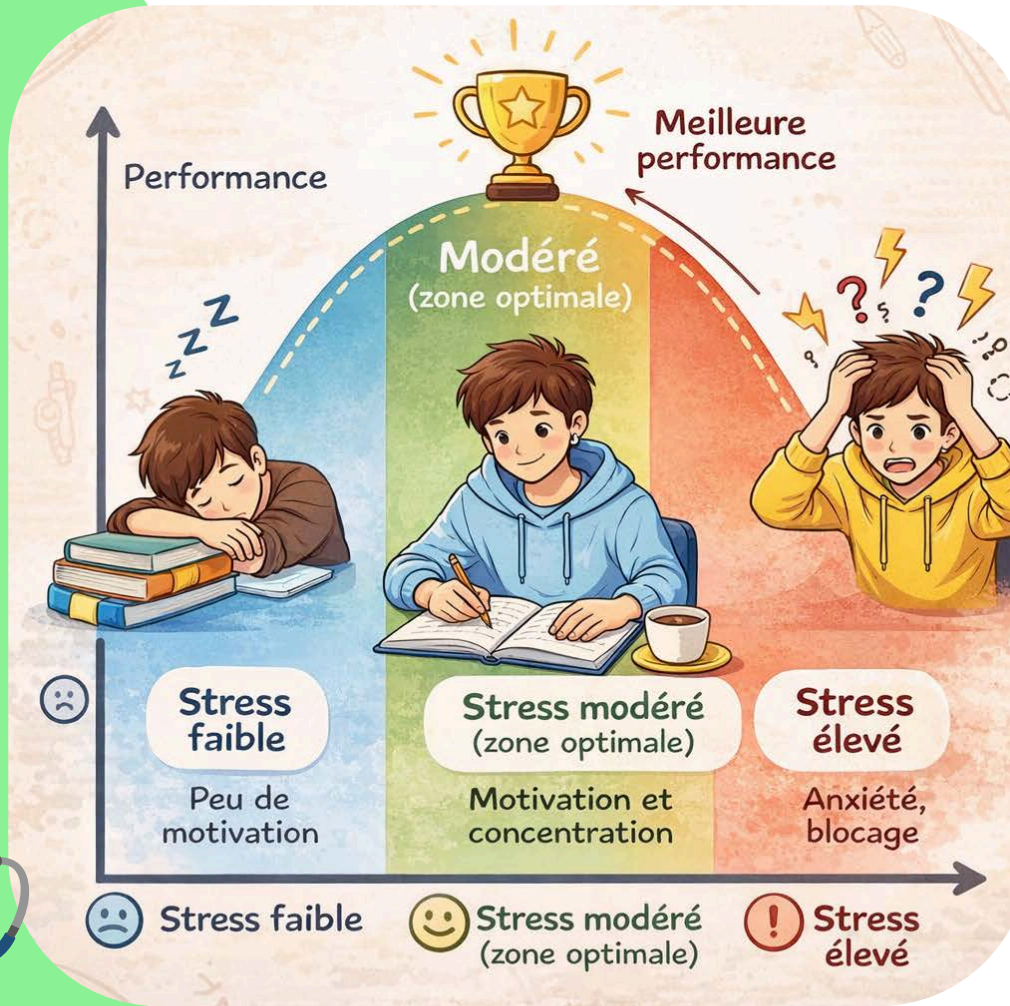 Performance
Meilleure
performance
Modéré
(zone optimale)
z z z
? ?
Stress
faible
Peu de
motivation
Stress modéré
(zone optimale)
Motivation et
concentration
Stress
élevé
Anxiété,
blocage
Stress faible
Stress modéré
(zone optimale)
!
Stress
élevé